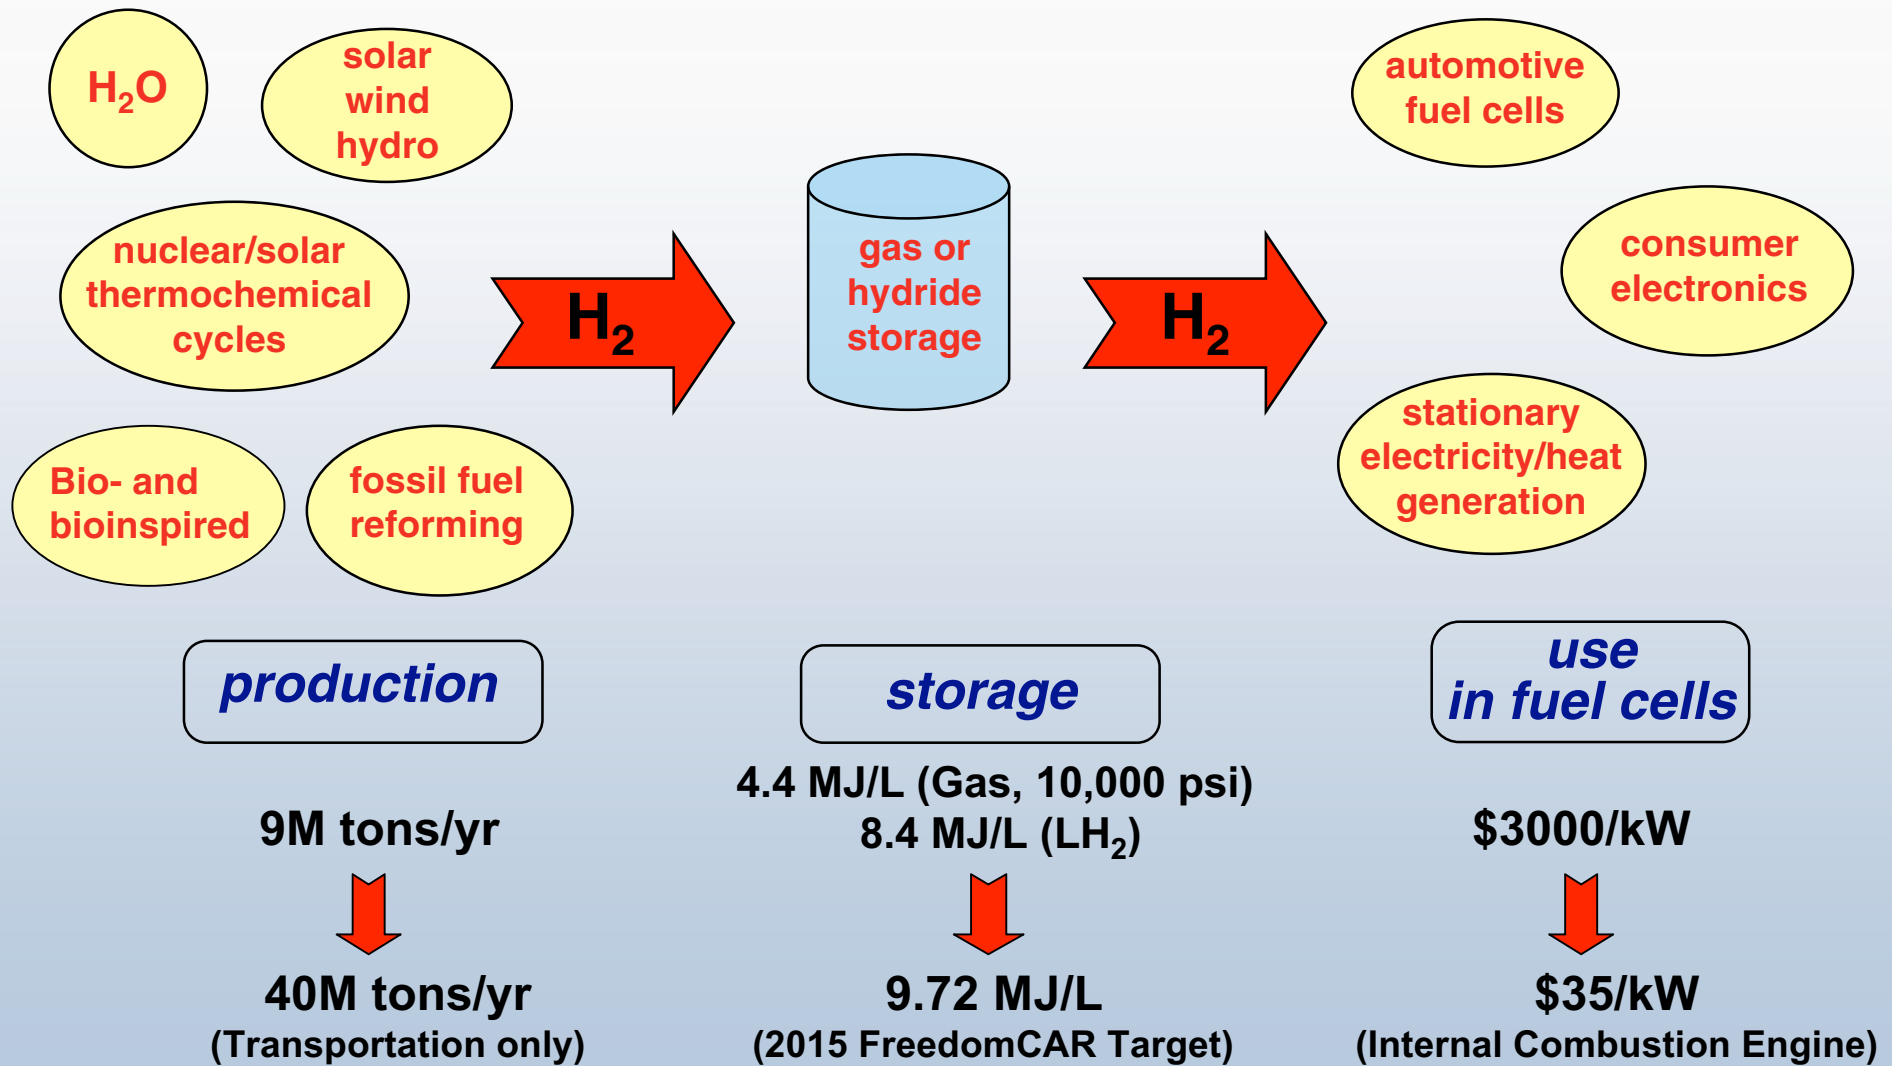 H₂O
solar
wind
hydro
nuclear/solar
thermochemical
cycles
Bio- and
bioinspired
fossil fuel
reforming
H₂
gas or
hydride
storage
H₂
automotive
fuel cells
consumer
electronics
stationary
electricity/heat
generation
production
9M tons/yr
40M tons/yr
(Transportation only)
storage
4.4 MJ/L (Gas, 10,000 psi)
8.4 MJ/L (LH₂)
9.72 MJ/L
(2015 FreedomCAR Target)
use
in fuel cells
$3000/kW
$35/kW
(Internal Combustion Engine)